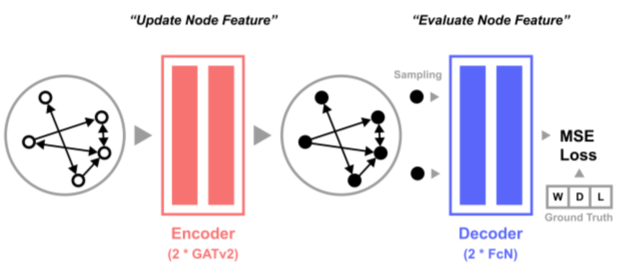 "Update Node Feature"
"Evaluate Node Feature"
Sampling
MSE
Loss
W D L
Ground Truth
Encoder
(2 * GATv2)
Decoder
(2 * FcN)